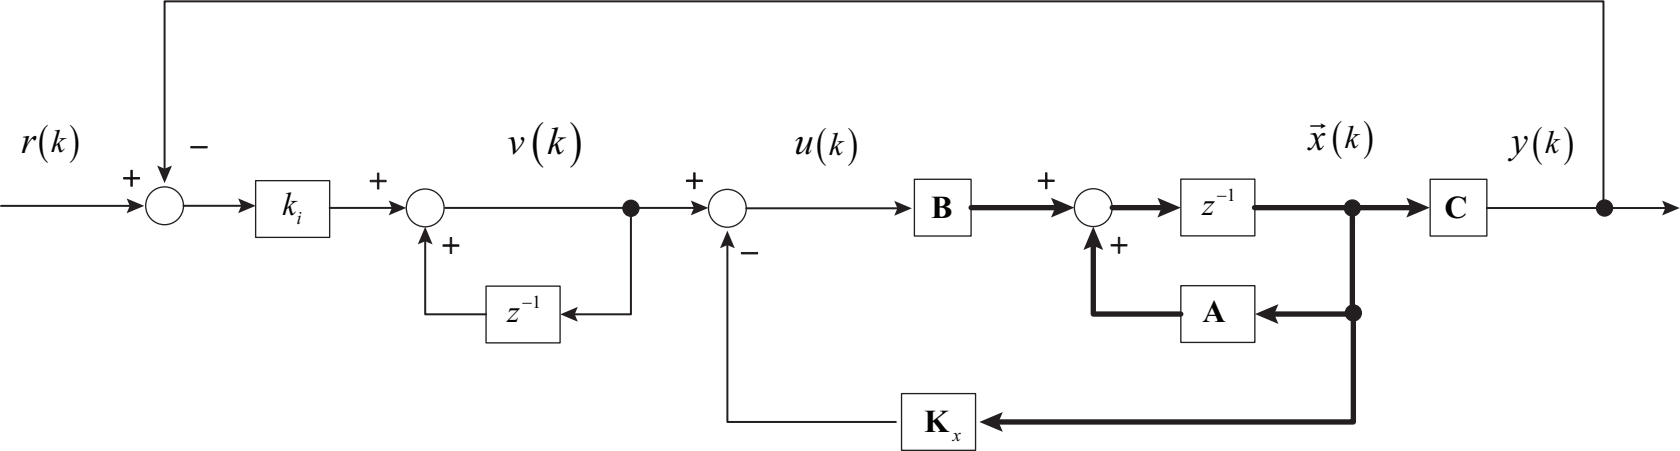 r(k)
−
+
k_i
+
+
z⁻¹
v(k)
+
−
u(k)
B
+
+
z⁻¹
A
K_x
x⃗(k)
C
y(k)